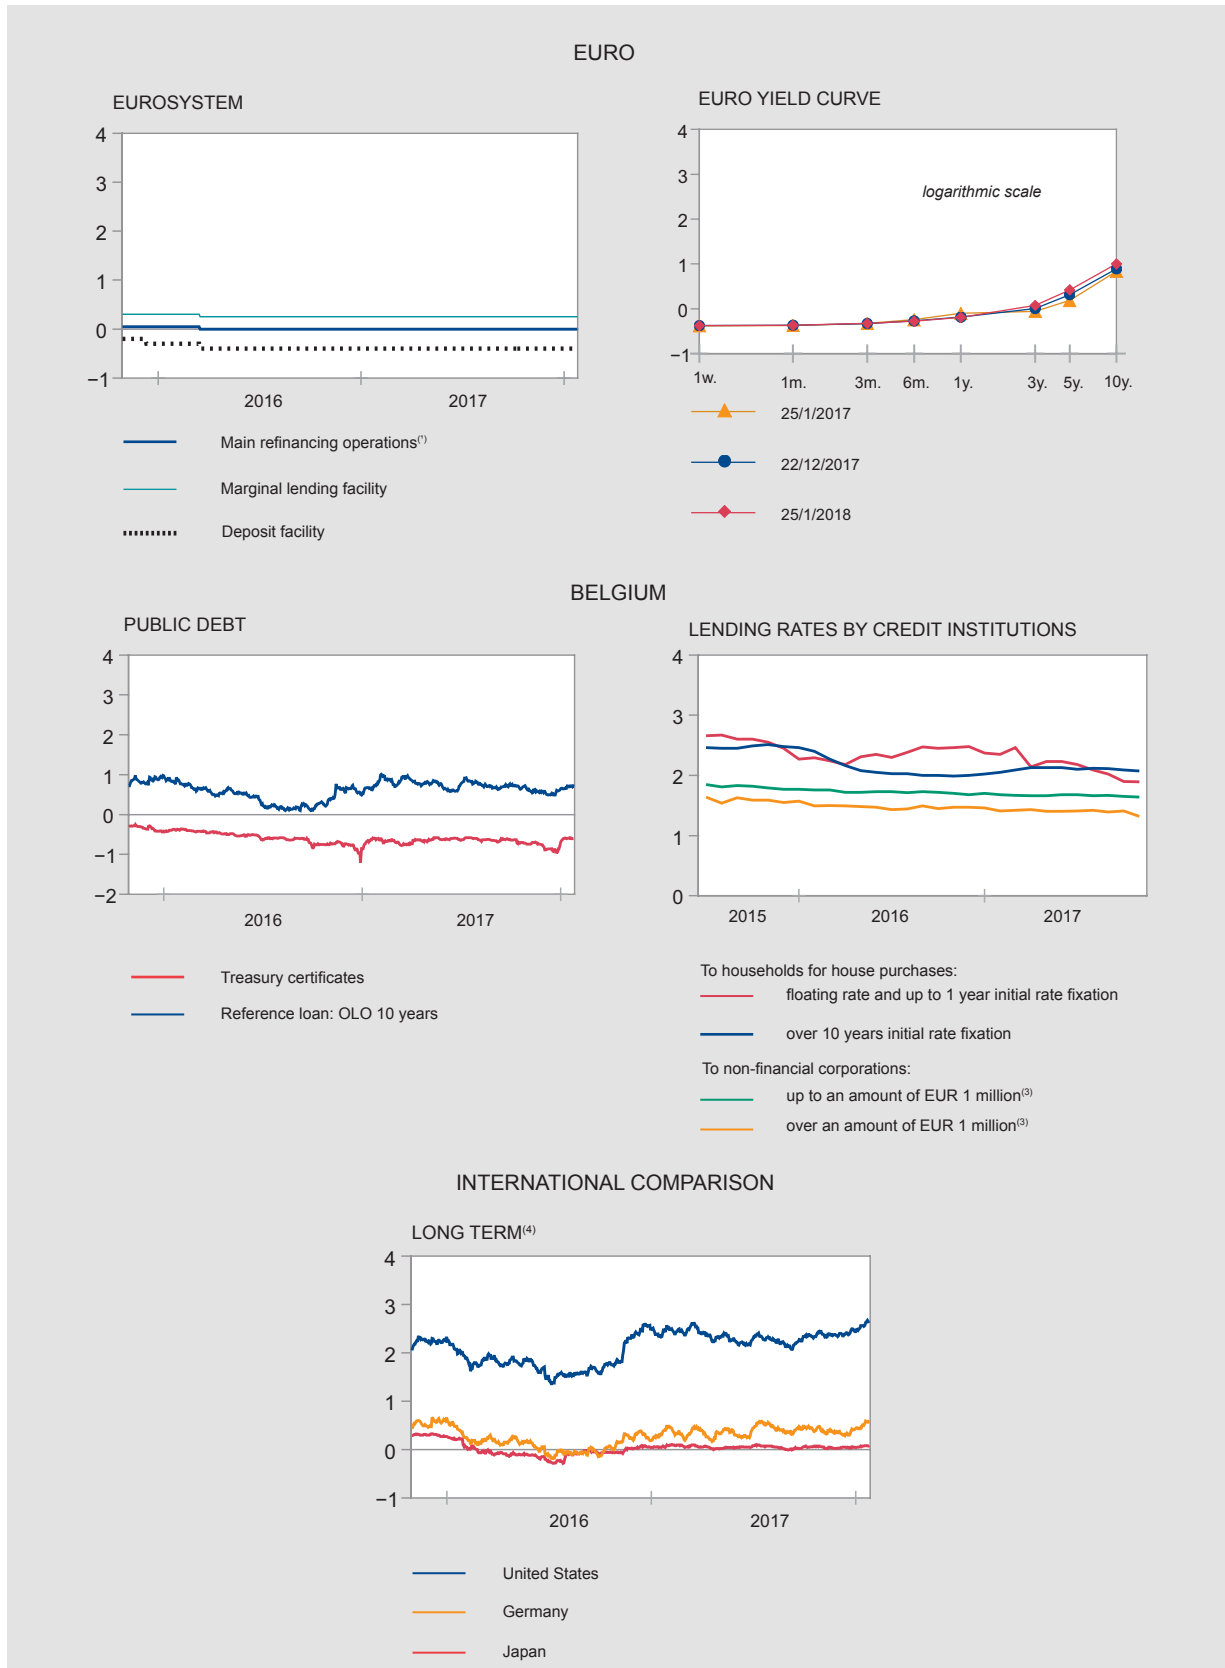 EURO
EUROSYSTEM
4
3
2
1
0
−1
2016 2017
Main refinancing operations(¹)
Marginal lending facility
Deposit facility
EURO YIELD CURVE
4
3
2
1
0
−1
logarithmic scale
1w. 1m. 3m. 6m. 1y. 3y. 5y. 10y.
25/1/2017
22/12/2017
25/1/2018
BELGIUM
PUBLIC DEBT
4
3
2
1
0
−1
−2
2016 2017
Treasury certificates
Reference loan: OLO 10 years
LENDING RATES BY CREDIT INSTITUTIONS
4
3
2
1
0
2015 2016 2017
To households for house purchases:
floating rate and up to 1 year initial rate fixation
over 10 years initial rate fixation
To non-financial corporations:
up to an amount of EUR 1 million(3)
over an amount of EUR 1 million(3)
INTERNATIONAL COMPARISON
LONG TERM(4)
4
3
2
1
0
−1
2016 2017
United States
Germany
Japan